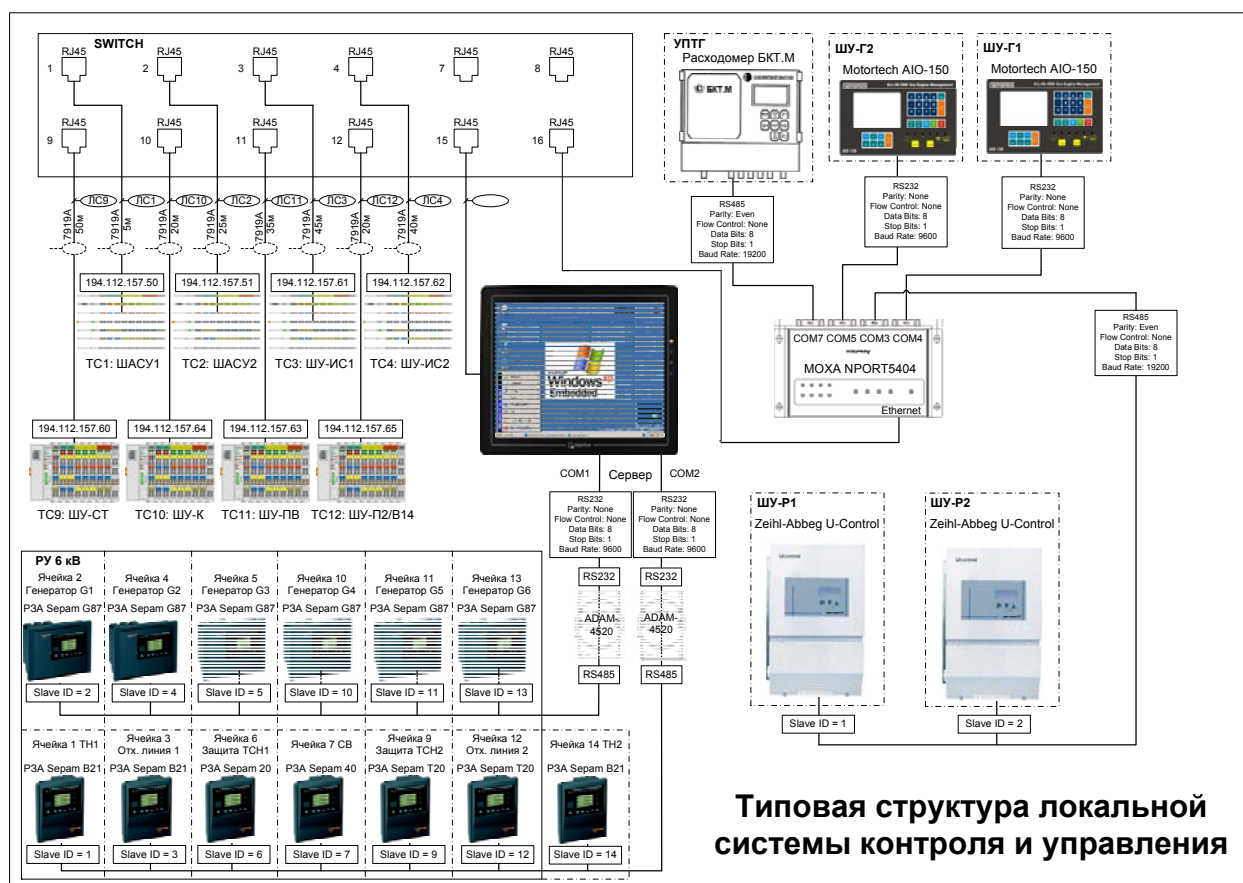 SWITCH
RJ45
RJ45
RJ45
RJ45
RJ45
RJ45
1
2
3
4
7
8
RJ45
RJ45
RJ45
RJ45
RJ45
RJ45
9
10
11
12
15
16
ЛС9
ЛС1
ЛС10
ЛС2
ЛС11
ЛС3
ЛС12
ЛС4
7919A
50м
7919A
5м
7919A
20м
7919A
25м
7919A
35м
7919A
45м
7919A
20м
7919A
40м
194.112.157.50
194.112.157.51
194.112.157.61
194.112.157.62
ТС1: ШАСУ1
ТС2: ШАСУ2
ТС3: ШУ-ИС1
ТС4: ШУ-ИС2
194.112.157.60
194.112.157.64
194.112.157.63
194.112.157.65
ТС9: ШУ-СТ
ТС10: ШУ-К
ТС11: ШУ-ПВ
ТС12: ШУ-П2/В14
УПТГ
Расходомер БКТ.М
БКТ.М
RS485
Parity: Even
Flow Control: None
Data Bits: 8
Stop Bits: 1
Baud Rate: 19200
ШУ-Г2
Motortech AIO-150
RS232
Parity: None
Flow Control: None
Data Bits: 8
Stop Bits: 1
Baud Rate: 9600
ШУ-Г1
Motortech AIO-150
RS232
Parity: None
Flow Control: None
Data Bits: 8
Stop Bits: 1
Baud Rate: 9600
COM7 COM5 COM3 COM4
MOXA NPORT5404
Ethernet
RS485
Parity: Even
Flow Control: None
Data Bits: 8
Stop Bits: 1
Baud Rate: 19200
Windows xp
Embedded
COM1
Сервер
COM2
RS232
Parity: None
Flow Control: None
Data Bits: 8
Stop Bits: 1
Baud Rate: 9600
RS232
Parity: None
Flow Control: None
Data Bits: 8
Stop Bits: 1
Baud Rate: 9600
RS232
RS232
ADAM-
4520
ADAM-
4520
RS485
RS485
ШУ-Р1
Zeihl-Abbeg U-Control
Ucontrol
Slave ID = 1
ШУ-Р2
Zeihl-Abbeg U-Control
Ucontrol
Slave ID = 2
РУ 6 кВ
Ячейка 2
Генератор G1
РЗА Sepam G87
Slave ID = 2
Ячейка 4
Генератор G2
РЗА Sepam G87
Slave ID = 4
Ячейка 5
Генератор G3
РЗА Sepam G87
Slave ID = 5
Ячейка 10
Генератор G4
РЗА Sepam G87
Slave ID = 10
Ячейка 11
Генератор G5
РЗА Sepam G87
Slave ID = 11
Ячейка 13
Генератор G6
РЗА Sepam G87
Slave ID = 13
Ячейка 1 ТН1
РЗА Sepam B21
Slave ID = 1
Ячейка 3
Отх. линия 1
РЗА Sepam B21
Slave ID = 3
Ячейка 6
Защита ТСН1
РЗА Sepam 20
Slave ID = 6
Ячейка 7 СВ
РЗА Sepam 40
Slave ID = 7
Ячейка 9
Защита ТСН2
РЗА Sepam T20
Slave ID = 9
Ячейка 12
Отх. линия 2
РЗА Sepam T20
Slave ID = 12
Ячейка 14 ТН2
РЗА Sepam B21
Slave ID = 14
Типовая структура локальной
системы контроля и управления